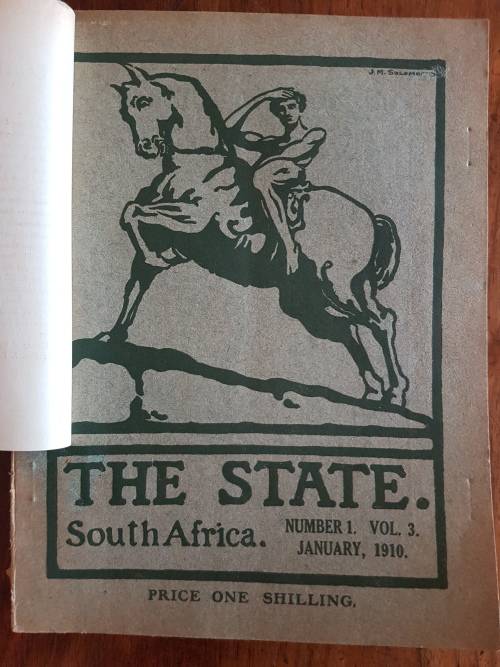 J. M. SOLOMON
THE STATE.
South Africa. NUMBER 1. VOL. 3.
JANUARY, 1910.
PRICE ONE SHILLING.